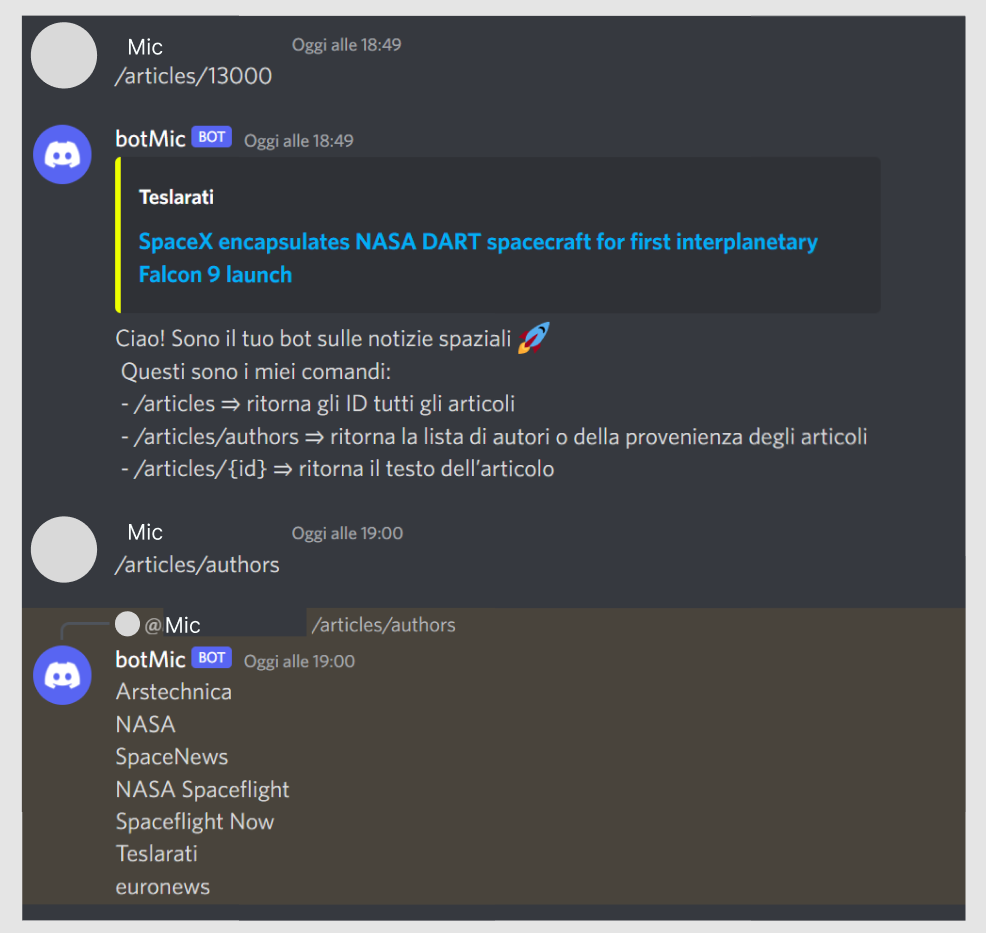 Mic Oggi alle 18:49
/articles/13000
botMic BOT Oggi alle 18:49
Teslarati
SpaceX encapsulates NASA DART spacecraft for first interplanetary
Falcon 9 launch
Ciao! Sono il tuo bot sulle notizie spaziali 🚀
Questi sono i miei comandi:
- /articles ⇒ ritorna gli ID tutti gli articoli
- /articles/authors ⇒ ritorna la lista di autori o della provenienza degli articoli
- /articles/{id} ⇒ ritorna il testo dell'articolo
Mic Oggi alle 19:00
/articles/authors
@Mic /articles/authors
botMic BOT Oggi alle 19:00
Arstechnica
NASA
SpaceNews
NASA Spaceflight
Spaceflight Now
Teslarati
euronews